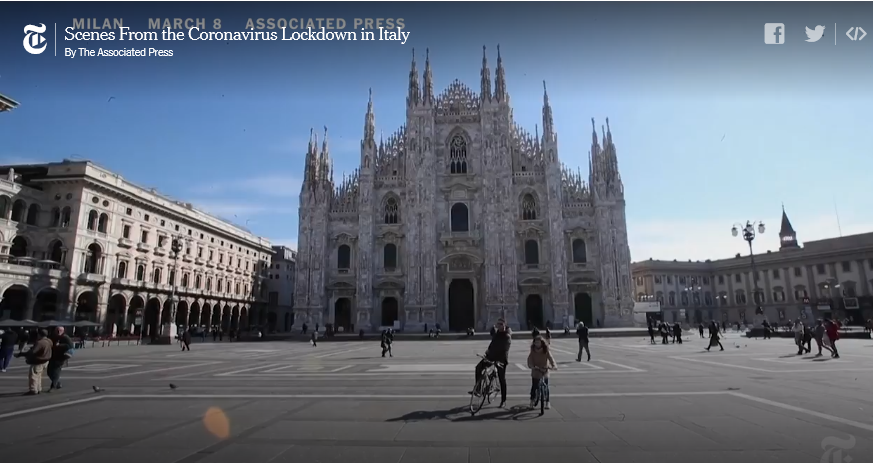 MILAN MARCH 8 ASSOCIATED PRESS
Scenes From the Coronavirus Lockdown in Italy
By The Associated Press